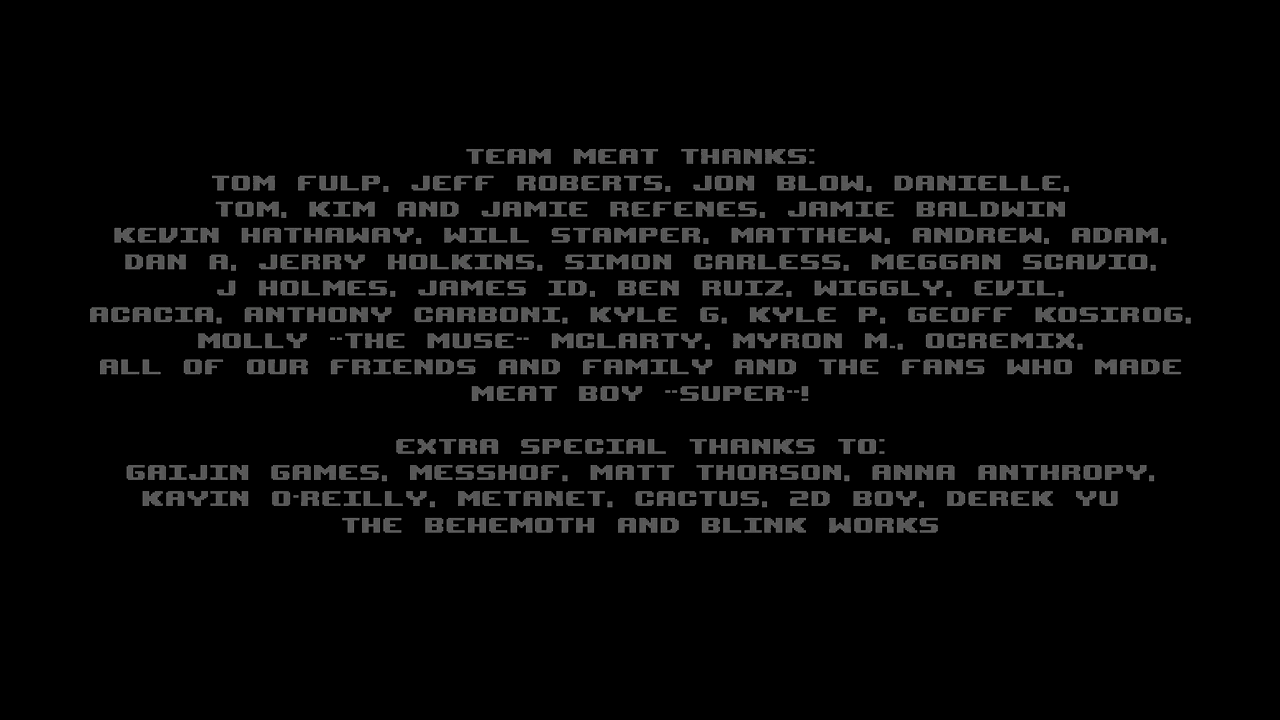 TEAM MEAT THANKS:
TOM FULP, JEFF ROBERTS, JON BLOW, DANIELLE,
TOM, KIM AND JAMIE REFENES, JAMIE BALDWIN
KEVIN HATHAWAY, WILL STAMPER, MATTHEW, ANDREW, ADAM,
DAN A, JERRY HOLKINS, SIMON CARLESS, MEGGAN SCAVIO,
J HOLMES, JAMES ID, BEN RUIZ, WIGGLY, EVIL,
ACACIA, ANTHONY CARBONI, KYLE G, KYLE P, GEOFF KOSIROG,
MOLLY "THE MUSE" MCLARTY, MYRON M., OCREMIX,
ALL OF OUR FRIENDS AND FAMILY AND THE FANS WHO MADE
MEAT BOY "SUPER"!
EXTRA SPECIAL THANKS TO:
GAIJIN GAMES, MESSHOF, MATT THORSON, ANNA ANTHROPY,
KAYIN O'REILLY, METANET, CACTUS, 2D BOY, DEREK YU
THE BEHEMOTH AND BLINK WORKS